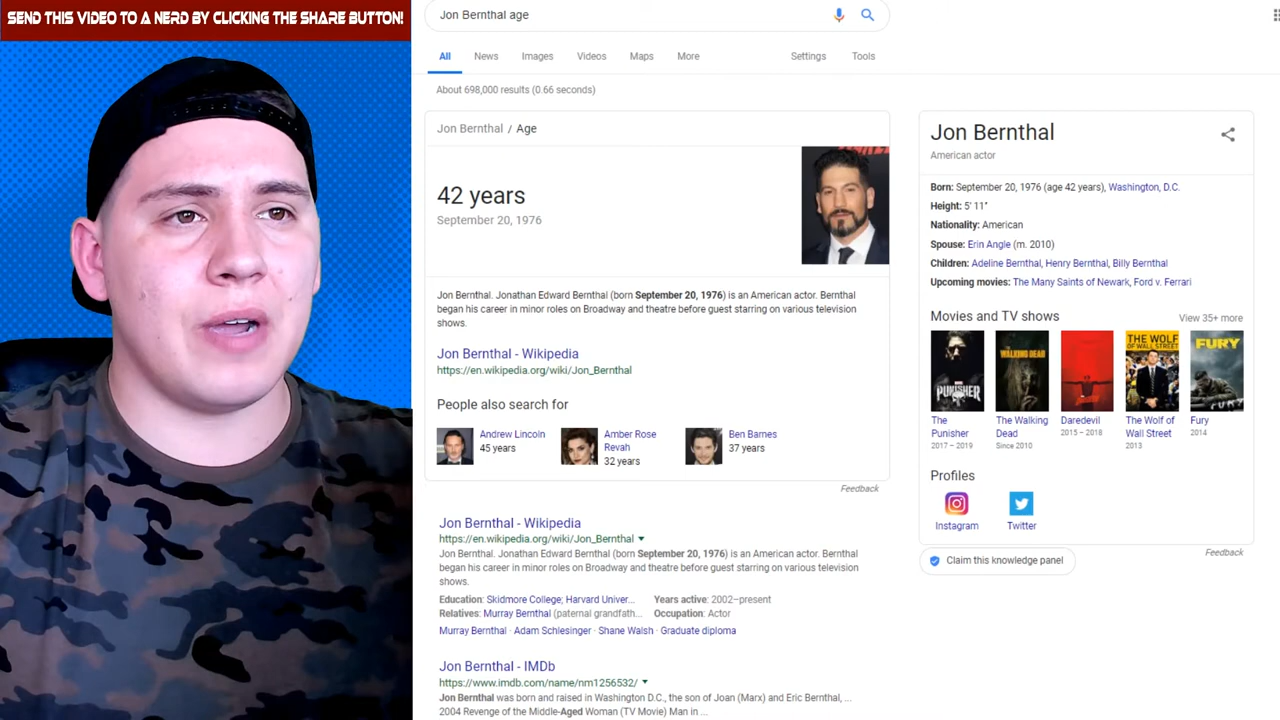 SEND THIS VIDEO TO A NERD BY CLICKING THE SHARE BUTTON!
Jon Bernthal age
All News Images Videos Maps More Settings Tools
About 698,000 results (0.66 seconds)
Jon Bernthal / Age
42 years
September 20, 1976
Jon Bernthal. Jonathan Edward Bernthal (born September 20, 1976) is an American actor. Bernthal
began his career in minor roles on Broadway and theatre before guest starring on various television
shows.
Jon Bernthal - Wikipedia
https://en.wikipedia.org/wiki/Jon_Bernthal
People also search for
Andrew Lincoln
45 years
Amber Rose
Revah
32 years
Ben Barnes
37 years
Feedback
Jon Bernthal - Wikipedia
https://en.wikipedia.org/wiki/Jon_Bernthal
Jon Bernthal. Jonathan Edward Bernthal (born September 20, 1976) is an American actor. Bernthal
began his career in minor roles on Broadway and theatre before guest starring on various television
shows.
Education: Skidmore College; Harvard Univer... Years active: 2002–present
Relatives: Murray Bernthal (paternal grandfath... Occupation: Actor
Murray Bernthal · Adam Schlesinger · Shane Walsh · Graduate diploma
Jon Bernthal - IMDb
https://www.imdb.com/name/nm1256532/
Jon Bernthal was born and raised in Washington D.C., the son of Joan (Marx) and Eric Bernthal, ...
2004 Revenge of the Middle-Aged Woman (TV Movie) Man in ...
Jon Bernthal
American actor
Born: September 20, 1976 (age 42 years), Washington, D.C.
Height: 5′ 11″
Nationality: American
Spouse: Erin Angle (m. 2010)
Children: Adeline Bernthal, Henry Bernthal, Billy Bernthal
Upcoming movies: The Many Saints of Newark, Ford v. Ferrari
Movies and TV shows
View 35+ more
PUNISHER
THE WALKING DEAD
THE WOLF
OF WALL STREET
FURY
FURY
The
Punisher
2017 – 2019
The Walking
Dead
Since 2010
Daredevil
2015 – 2018
The Wolf of
Wall Street
2013
Fury
2014
Profiles
Instagram
Twitter
Feedback
Claim this knowledge panel